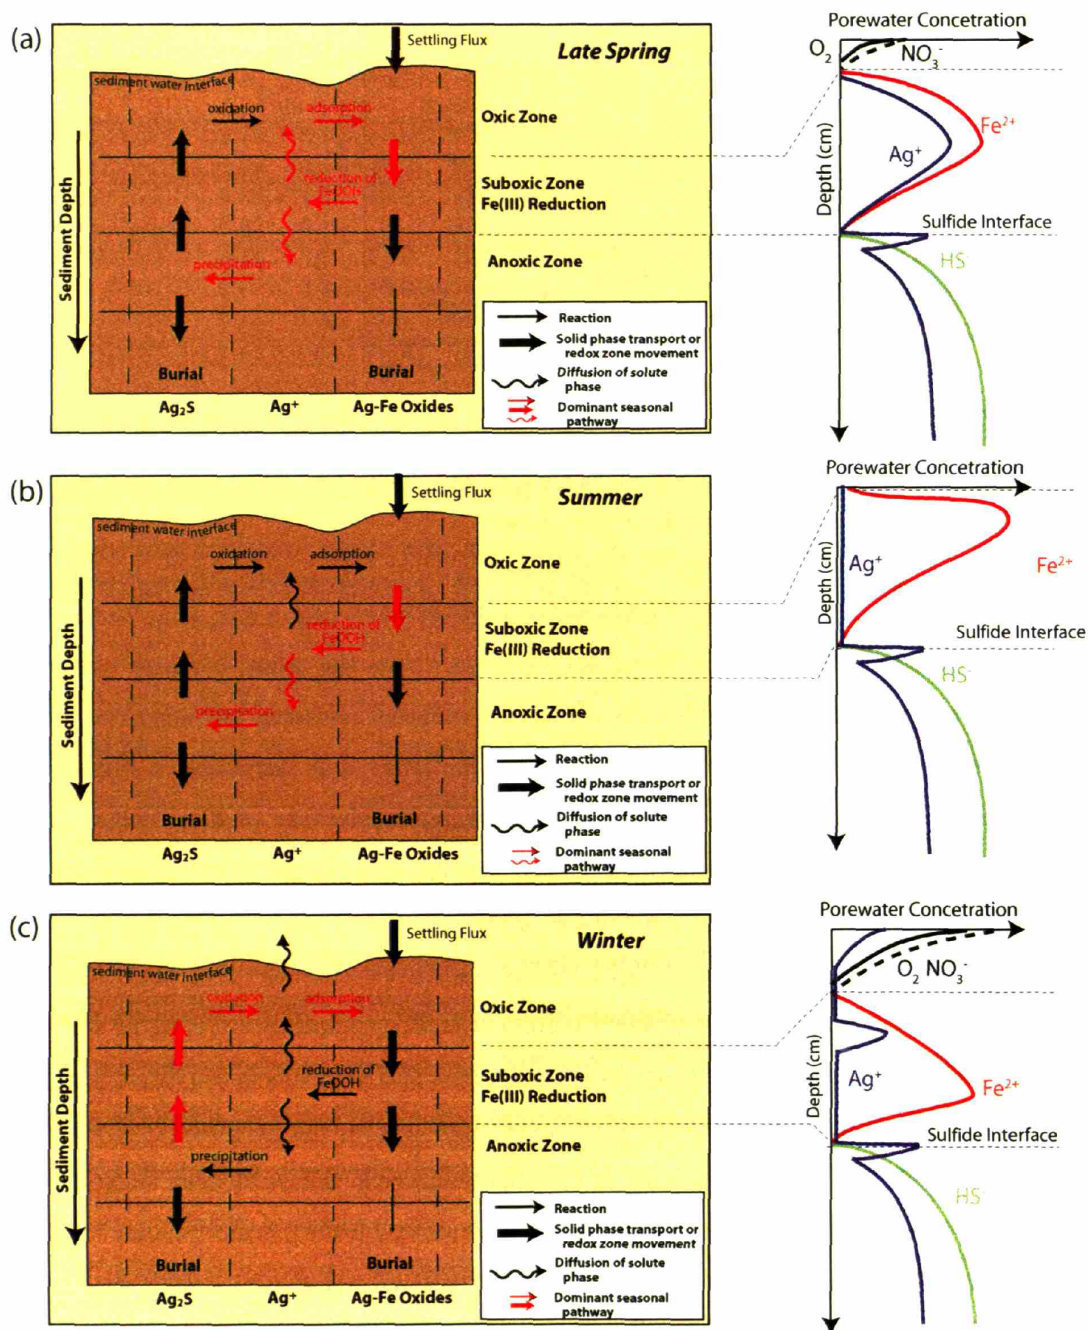 (a)
Late Spring
Settling Flux
sediment water interface
oxidation
adsorption
Oxic Zone
reduction of
FeOOH
Suboxic Zone
Fe(III) Reduction
precipitation
Anoxic Zone
Sediment Depth
Burial
Burial
Ag₂S
Ag⁺
Ag-Fe Oxides
Reaction
Solid phase transport or
redox zone movement
Diffusion of solute
phase
Dominant seasonal
pathway
Porewater Concetration
O₂
NO₃⁻
Fe²⁺
Ag⁺
Depth (cm)
Sulfide Interface
HS
(b)
Summer
Settling Flux
sediment water interface
oxidation
adsorption
Oxic Zone
reduction of
FeOOH
Suboxic Zone
Fe(III) Reduction
precipitation
Anoxic Zone
Sediment Depth
Burial
Burial
Ag₂S
Ag⁺
Ag-Fe Oxides
Reaction
Solid phase transport or
redox zone movement
Diffusion of solute
phase
Dominant seasonal
pathway
Porewater Concetration
Ag⁺
Fe²⁺
Depth (cm)
Sulfide Interface
HS⁻
(c)
Winter
Settling Flux
sediment water interface
oxidation
adsorption
Oxic Zone
reduction of
FeOOH
Suboxic Zone
Fe(III) Reduction
precipitation
Anoxic Zone
Sediment Depth
Burial
Burial
Ag₂S
Ag⁺
Ag-Fe Oxides
Reaction
Solid phase transport or
redox zone movement
Diffusion of solute
phase
Dominant seasonal
pathway
Porewater Concetration
O₂ NO₃⁻
Ag⁺
Fe²⁺
Depth (cm)
Sulfide Interface
HS